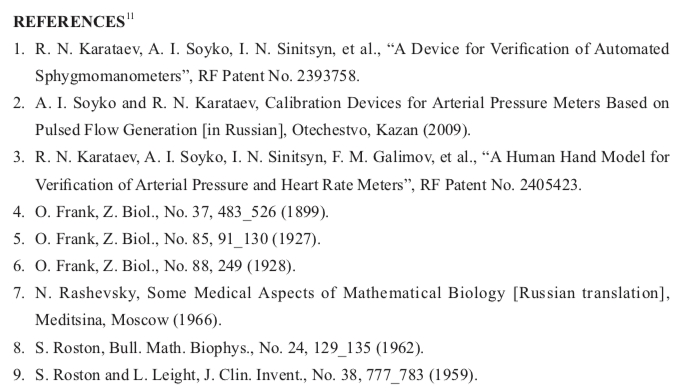 REFERENCES¹¹
1. R. N. Karataev, A. I. Soyko, I. N. Sinitsyn, et al., “A Device for Verification of Automated
Sphygmomanometers”, RF Patent No. 2393758.
2. A. I. Soyko and R. N. Karataev, Calibration Devices for Arterial Pressure Meters Based on
Pulsed Flow Generation [in Russian], Otechestvo, Kazan (2009).
3. R. N. Karataev, A. I. Soyko, I. N. Sinitsyn, F. M. Galimov, et al., “A Human Hand Model for
Verification of Arterial Pressure and Heart Rate Meters”, RF Patent No. 2405423.
4. O. Frank, Z. Biol., No. 37, 483_526 (1899).
5. O. Frank, Z. Biol., No. 85, 91_130 (1927).
6. O. Frank, Z. Biol., No. 88, 249 (1928).
7. N. Rashevsky, Some Medical Aspects of Mathematical Biology [Russian translation],
Meditsina, Moscow (1966).
8. S. Roston, Bull. Math. Biophys., No. 24, 129_135 (1962).
9. S. Roston and L. Leight, J. Clin. Invent., No. 38, 777_783 (1959).